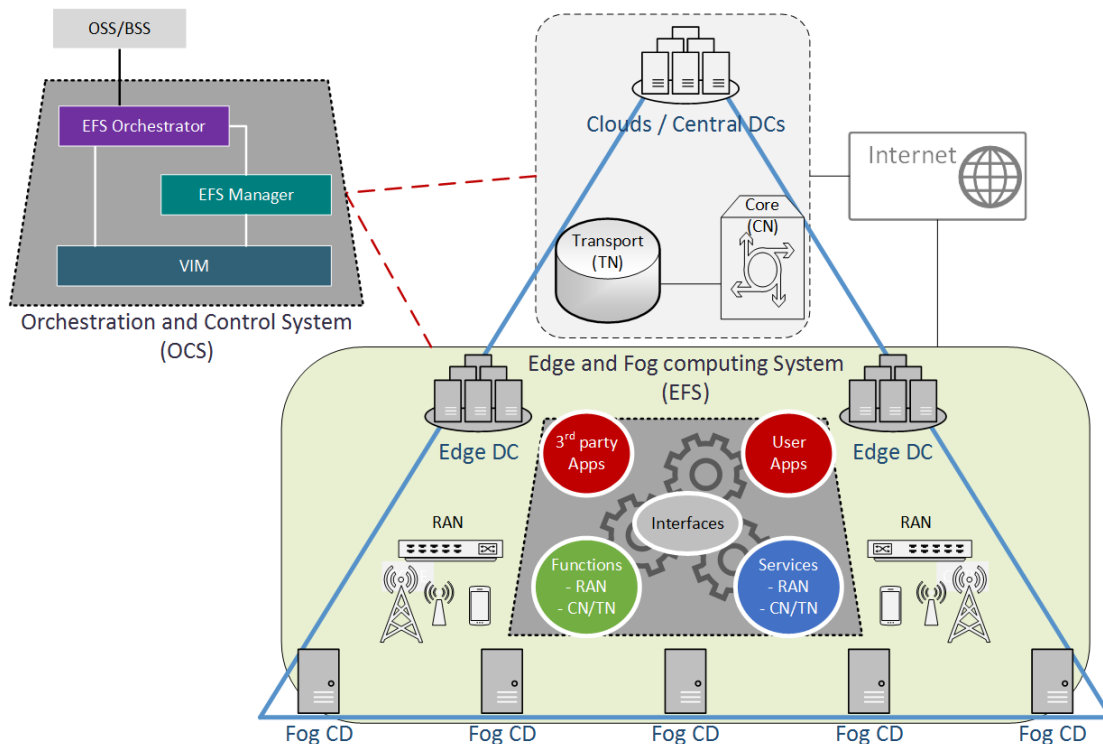 OSS/BSS
EFS Orchestrator
EFS Manager
VIM
Orchestration and Control System
(OCS)
Clouds / Central DCs
Internet
Transport
(TN)
Core
(CN)
Edge and Fog computing System
(EFS)
Edge DC
Edge DC
3rd party
Apps
User
Apps
Interfaces
Functions
- RAN
- CN/TN
Services
- RAN
- CN/TN
RAN
RAN
Fog CD
Fog CD
Fog CD
Fog CD
Fog CD